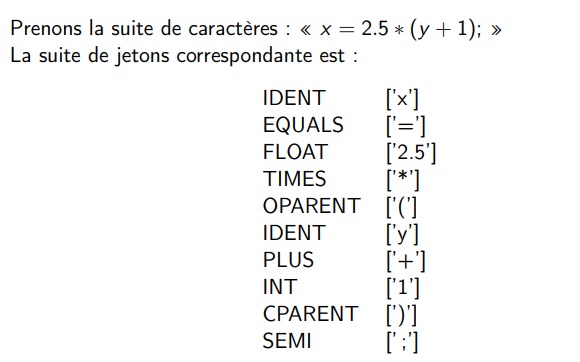 Prenons la suite de caractères : « x = 2.5 ∗ (y + 1); »
La suite de jetons correspondante est :
IDENT ['x']
EQUALS ['=']
FLOAT ['2.5']
TIMES ['*']
OPARENT ['(']
IDENT ['y']
PLUS ['+']
INT ['1']
CPARENT [')']
SEMI [' ;']